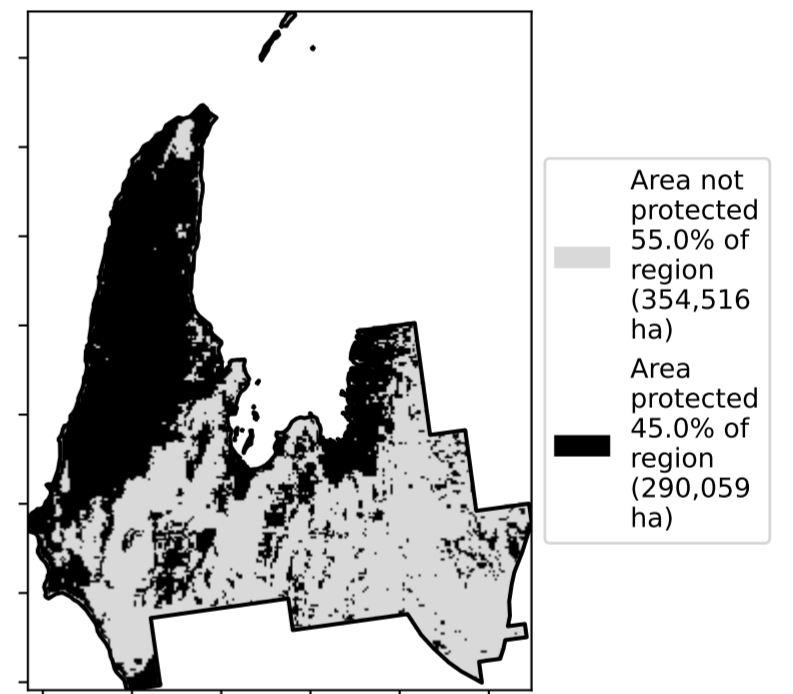 Area not
protected
55.0% of
region
(354,516
ha)
Area
protected
45.0% of
region
(290,059
ha)